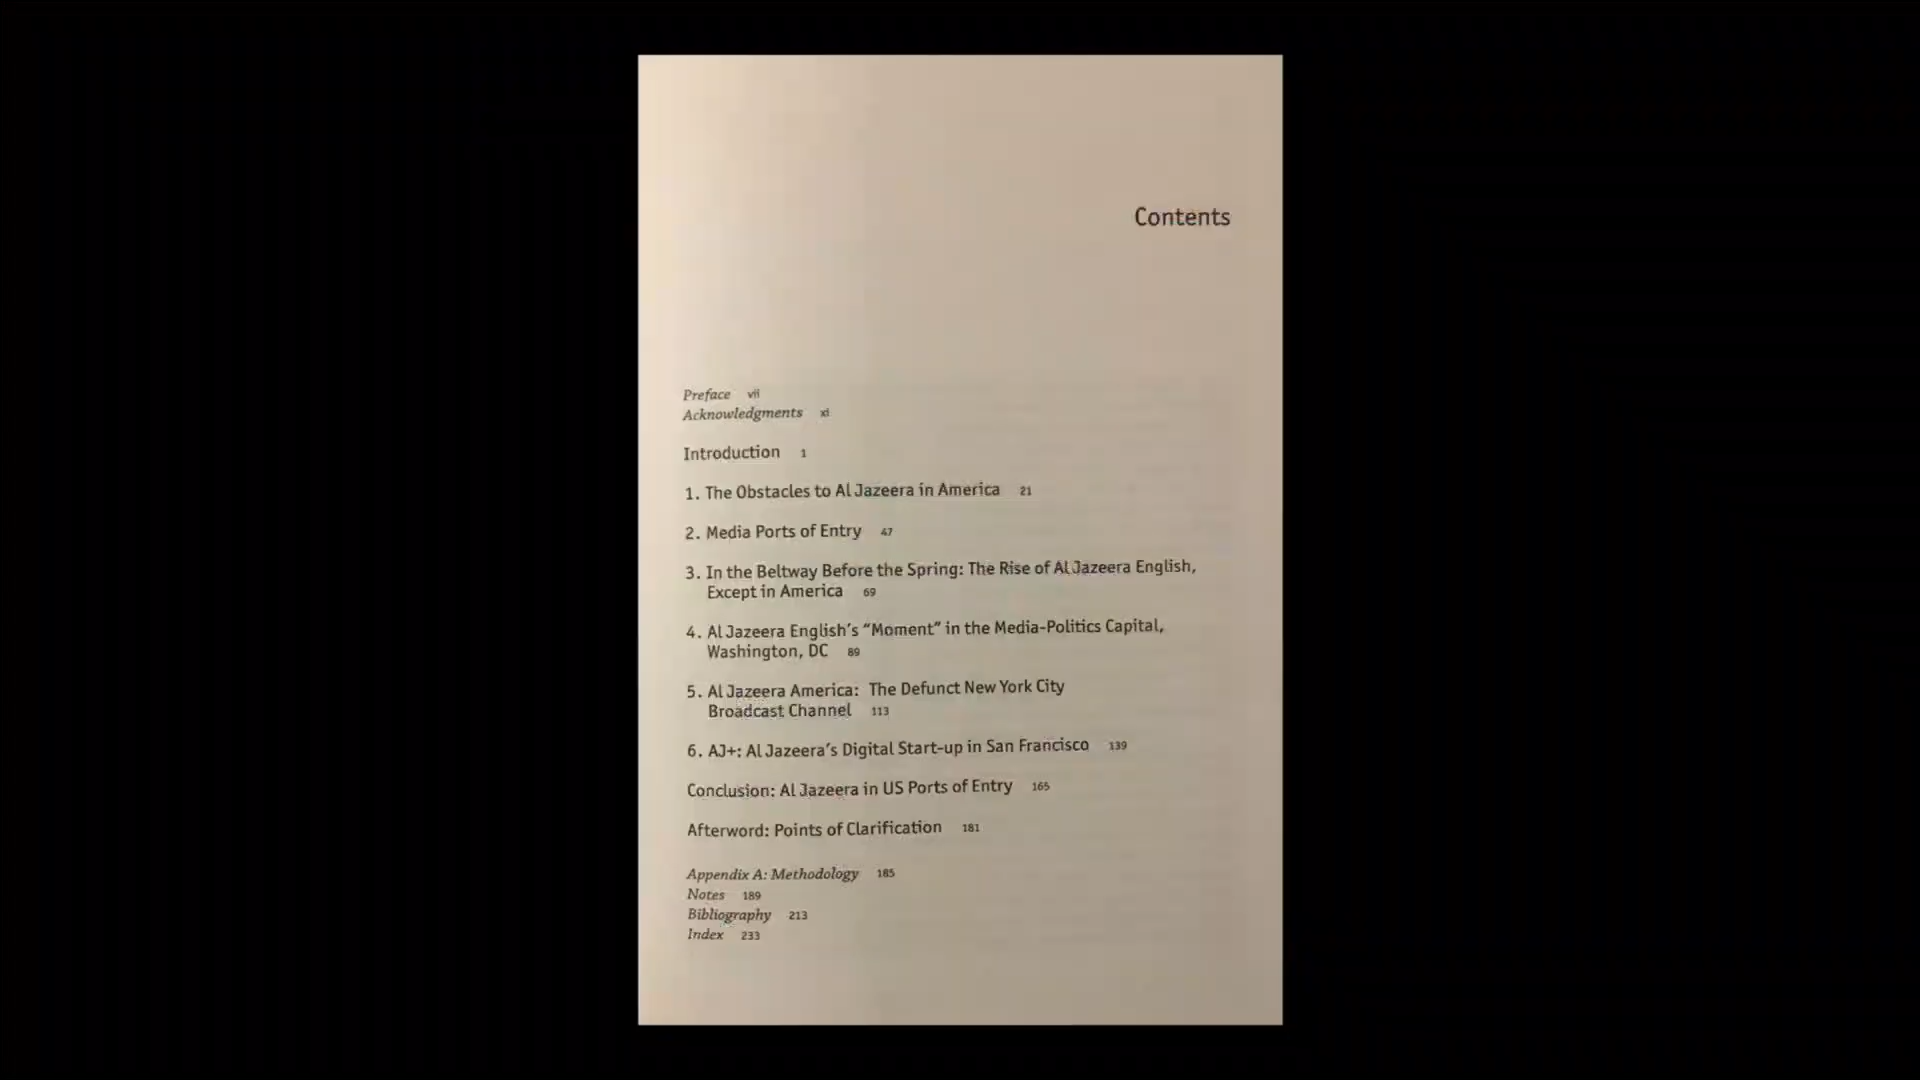 Contents
Preface vii
Acknowledgments xi
Introduction 1
1. The Obstacles to Al Jazeera in America 21
2. Media Ports of Entry 47
3. In the Beltway Before the Spring: The Rise of Al Jazeera English,
Except in America 69
4. Al Jazeera English's “Moment” in the Media-Politics Capital,
Washington, DC 89
5. Al Jazeera America: The Defunct New York City
Broadcast Channel 113
6. AJ+: Al Jazeera's Digital Start-up in San Francisco 139
Conclusion: Al Jazeera in US Ports of Entry 165
Afterword: Points of Clarification 181
Appendix A: Methodology 185
Notes 189
Bibliography 213
Index 233